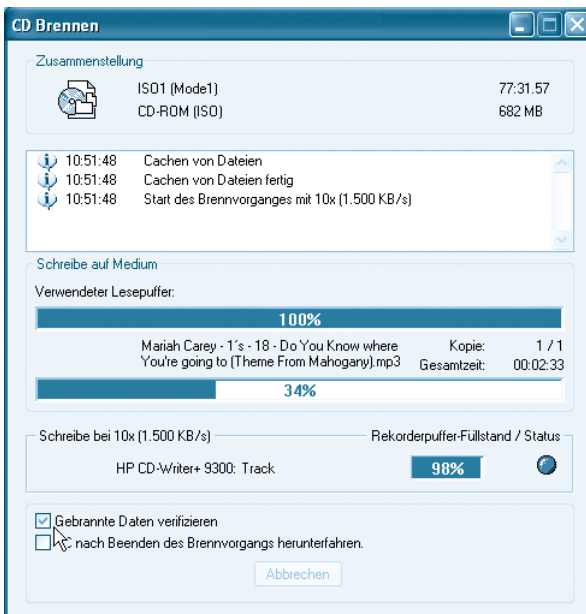 CD Brennen
Zusammenstellung
ISO1 (Mode1) 77:31.57
CD-ROM (ISO) 682 MB
10:51:48 Cachen von Dateien
10:51:48 Cachen von Dateien fertig
10:51:48 Start des Brennvorganges mit 10x (1.500 KB/s)
Schreibe auf Medium
Verwendeter Lesepuffer:
100%
Mariah Carey - 1´s - 18 - Do You Know where Kopie: 1 / 1
You're going to (Theme From Mahogany).mp3 Gesamtzeit: 00:02:33
34%
Schreibe bei 10x (1.500 KB/s) Rekorderpuffer-Füllstand / Status
HP CD-Writer+ 9300: Track 98%
Gebrannte Daten verifizieren
nach Beenden des Brennvorgangs herunterfahren.
Abbrechen